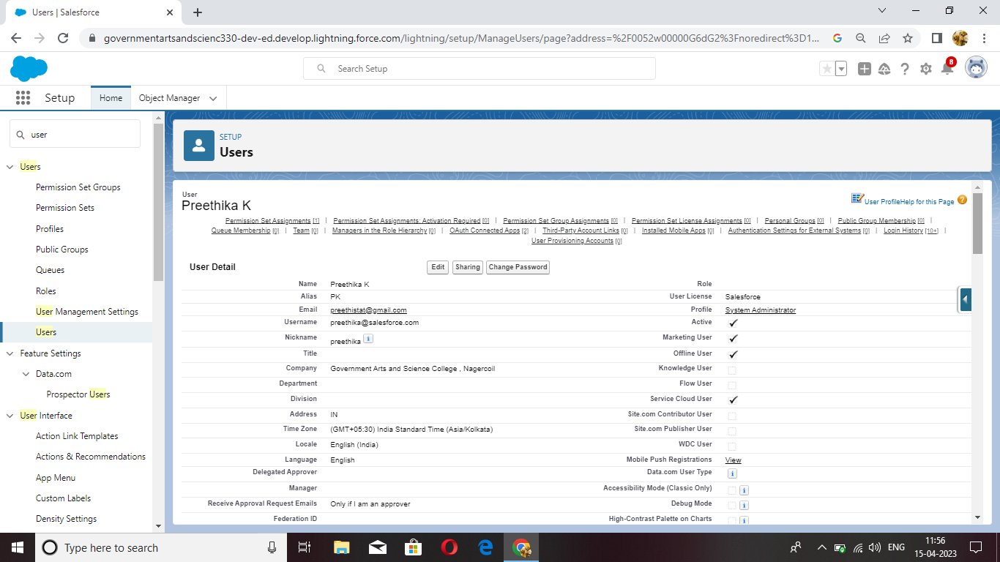 Users | Salesforce
governmentartsandscienc330-dev-ed.develop.lightning.force.com/lightning/setup/ManageUsers/page?address=%2F0052w00000G6dG2%3Fnoredirect%3D1...
Search Setup
8
Setup
Home
Object Manager
user
Users
Permission Set Groups
Permission Sets
Profiles
Public Groups
Queues
Roles
User Management Settings
Users
Feature Settings
Data.com
Prospector Users
User Interface
Action Link Templates
Actions & Recommendations
App Menu
Custom Labels
Density Settings
SETUP
Users
User
Preethika K
User Profile Help for this Page
Permission Set Assignments [1] | Permission Set Assignments: Activation Required [0] | Permission Set Group Assignments [0] | Permission Set License Assignments [0] | Personal Groups [0] | Public Group Membership [0] |
Queue Membership [0] | Team [0] | Managers in the Role Hierarchy [0] | OAuth Connected Apps [2] | Third-Party Account Links [0] | Installed Mobile Apps [0] | Authentication Settings for External Systems [0] | Login History [10+] |
User Provisioning Accounts [0]
User Detail
Edit Sharing Change Password
Name Preethika K Role
Alias PK User License Salesforce
Email preethistat@gmail.com Profile System Administrator
Username preethika@salesforce.com Active
Nickname preethika Marketing User
Title Offline User
Company Government Arts and Science College , Nagercoil Knowledge User
Department Flow User
Division Service Cloud User
Address IN Site.com Contributor User
Time Zone (GMT+05:30) India Standard Time (Asia/Kolkata) Site.com Publisher User
Locale English (India) WDC User
Language English Mobile Push Registrations View
Delegated Approver Data.com User Type
Manager Accessibility Mode (Classic Only)
Receive Approval Request Emails Only if I am an approver Debug Mode
Federation ID High-Contrast Palette on Charts
Type here to search
ENG
11:56
15-04-2023